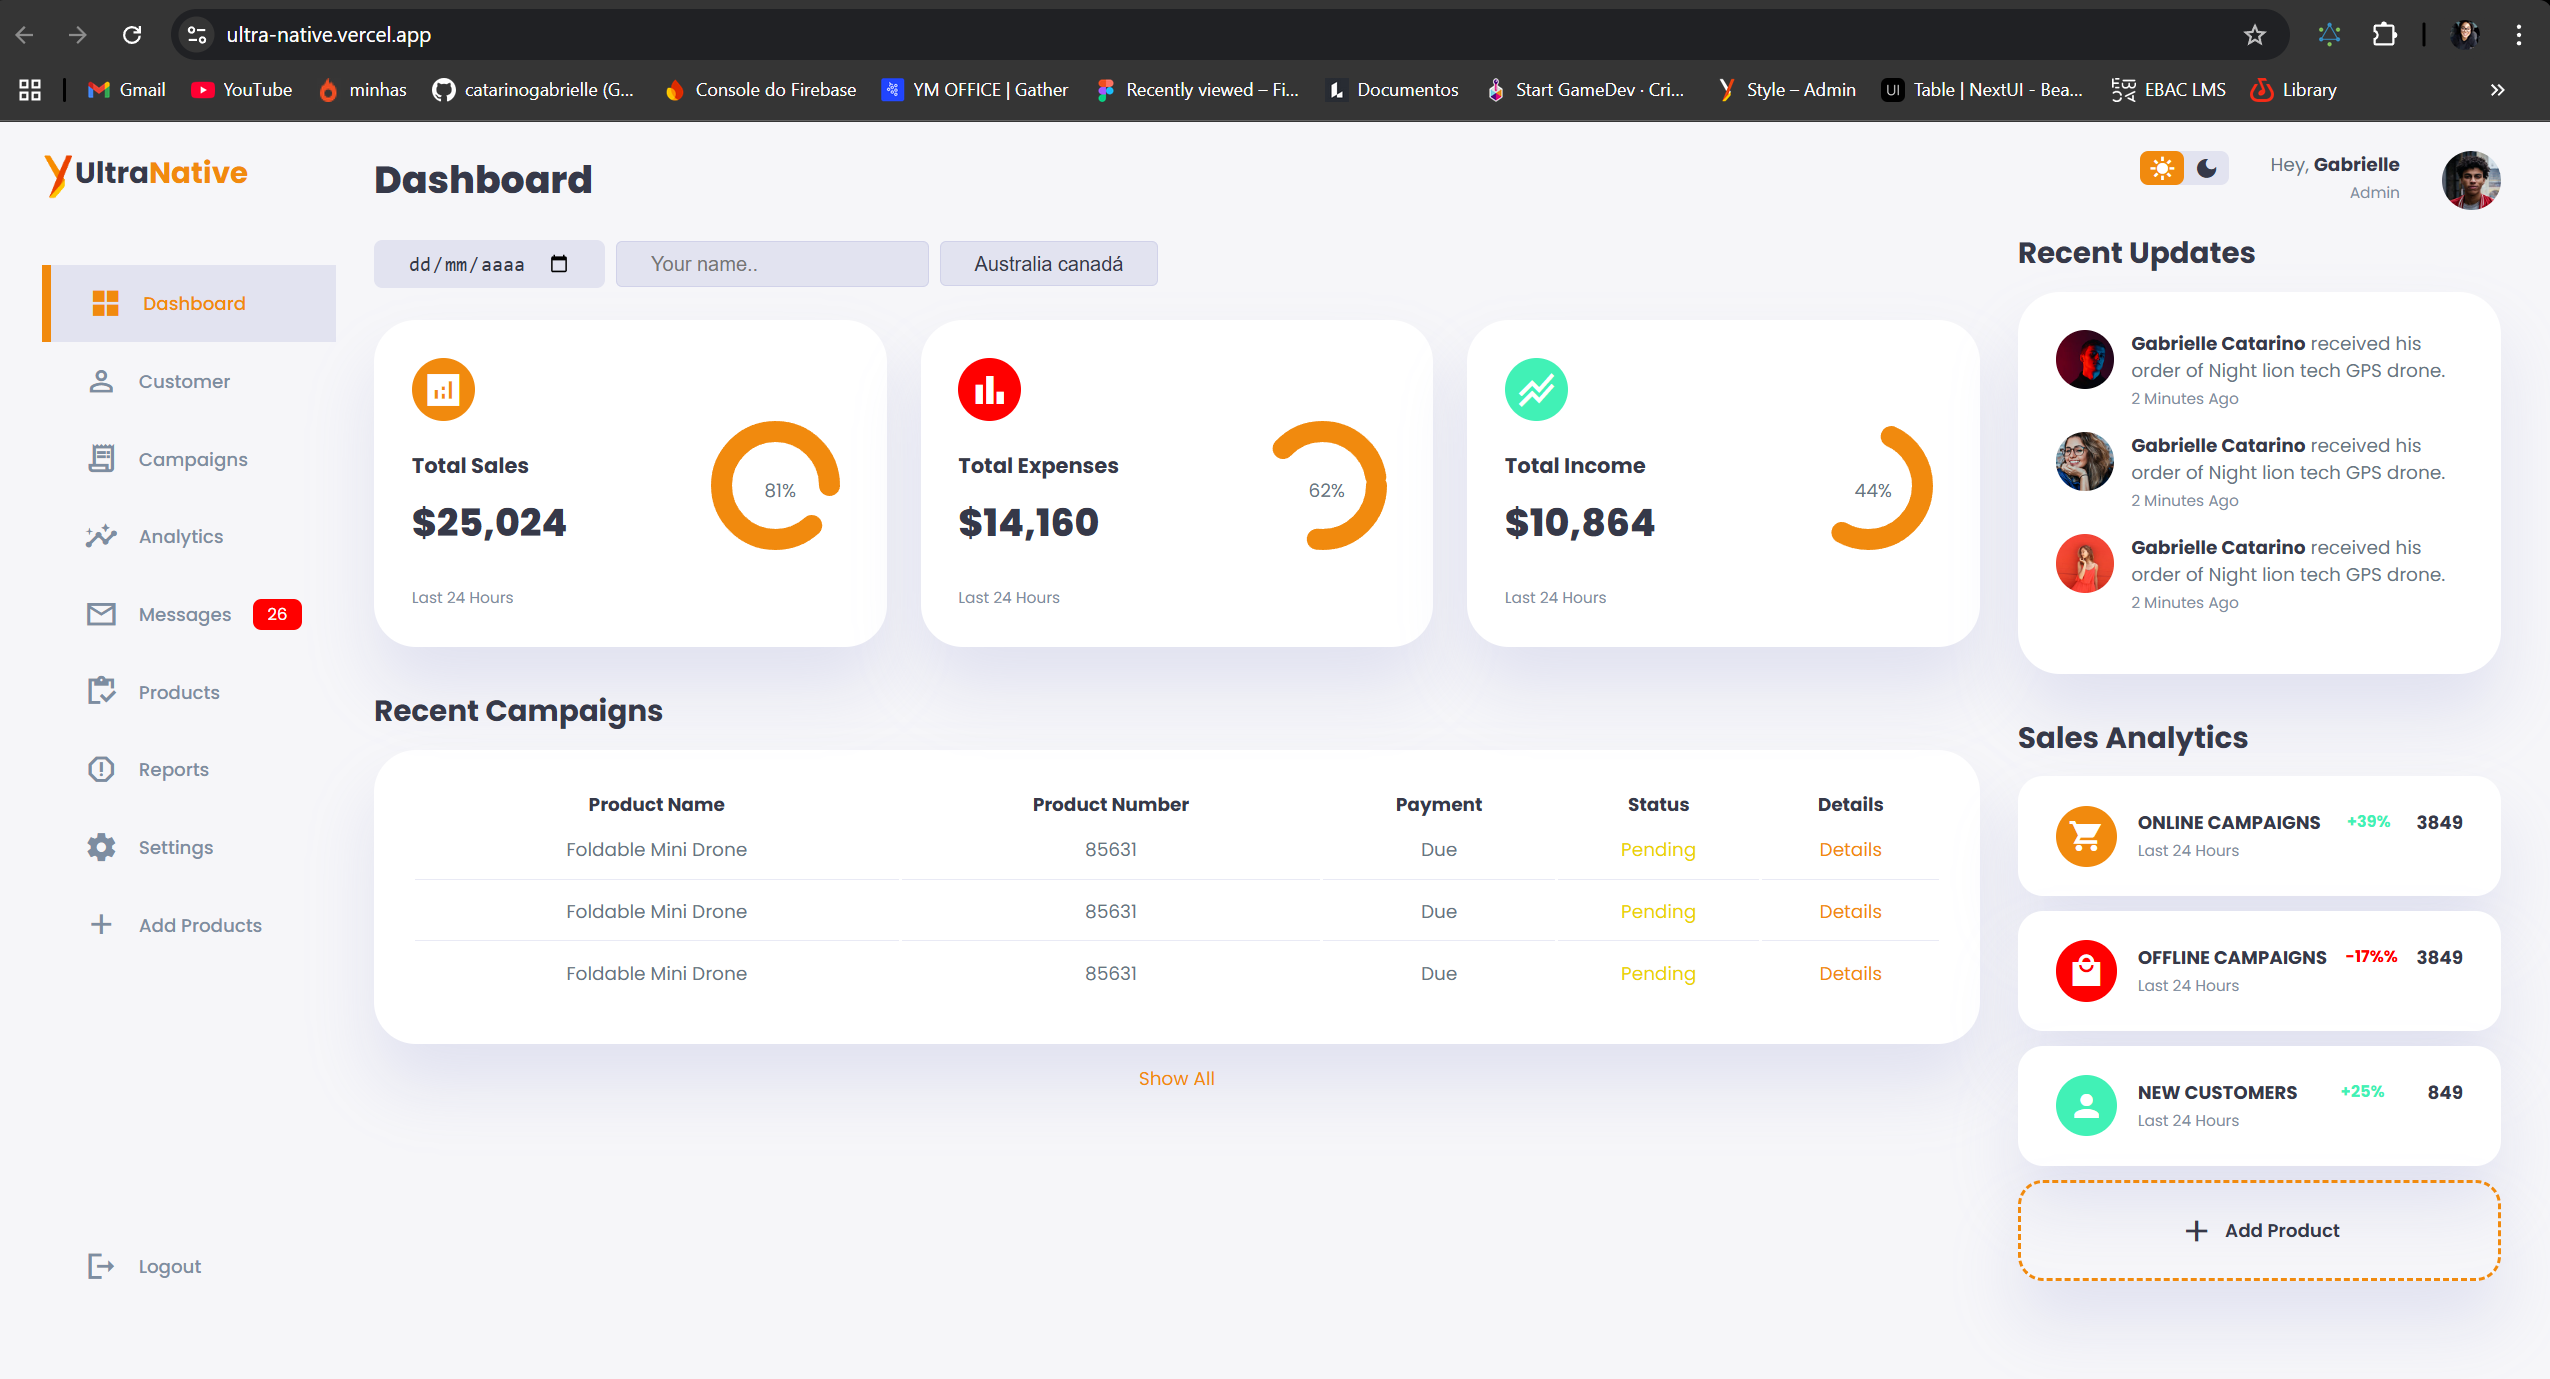 ultra-native.vercel.app
Gmail
YouTube
minhas
catarinogabrielle (G...
Console do Firebase
YM OFFICE | Gather
Recently viewed – Fi...
Documentos
Start GameDev · Cri...
Style – Admin
UI
Table | NextUI - Bea...
EBAC LMS
Library
UltraNative
Dashboard
Customer
Campaigns
Analytics
Messages 26
Products
Reports
Settings
Add Products
Logout
Dashboard
dd/mm/aaaa
Your name..
Australia canadá
Total Sales
$25,024
81%
Last 24 Hours
Total Expenses
$14,160
62%
Last 24 Hours
Total Income
$10,864
44%
Last 24 Hours
Recent Campaigns
Product Name Product Number Payment Status Details
Foldable Mini Drone 85631 Due Pending Details
Foldable Mini Drone 85631 Due Pending Details
Foldable Mini Drone 85631 Due Pending Details
Show All
Hey, Gabrielle
Admin
Recent Updates
Gabrielle Catarino received his
order of Night lion tech GPS drone.
2 Minutes Ago
Gabrielle Catarino received his
order of Night lion tech GPS drone.
2 Minutes Ago
Gabrielle Catarino received his
order of Night lion tech GPS drone.
2 Minutes Ago
Sales Analytics
ONLINE CAMPAIGNS +39% 3849
Last 24 Hours
OFFLINE CAMPAIGNS -17%% 3849
Last 24 Hours
NEW CUSTOMERS +25% 849
Last 24 Hours
Add Product